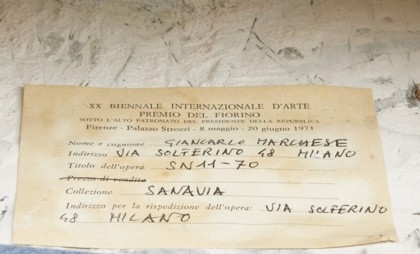 XX BIENNALE INTERNAZIONALE D'ARTE
PREMIO DEL FIORINO
SOTTO L'ALTO PATRONATO DEL PRESIDENTE DELLA REPUBBLICA
Firenze - Palazzo Strozzi - 8 maggio - 20 giugno 1971
Nome e cognome GIANCARLO MARCHESE
Indirizzo VIA SOLFERINO 48 MILANO
Titolo dell'opera SN11-70
Prezzo di vendita
Collezione SANAVIA
Indirizzo per la rispedizione dell'opera: VIA SOLFERINO
48 MILANO